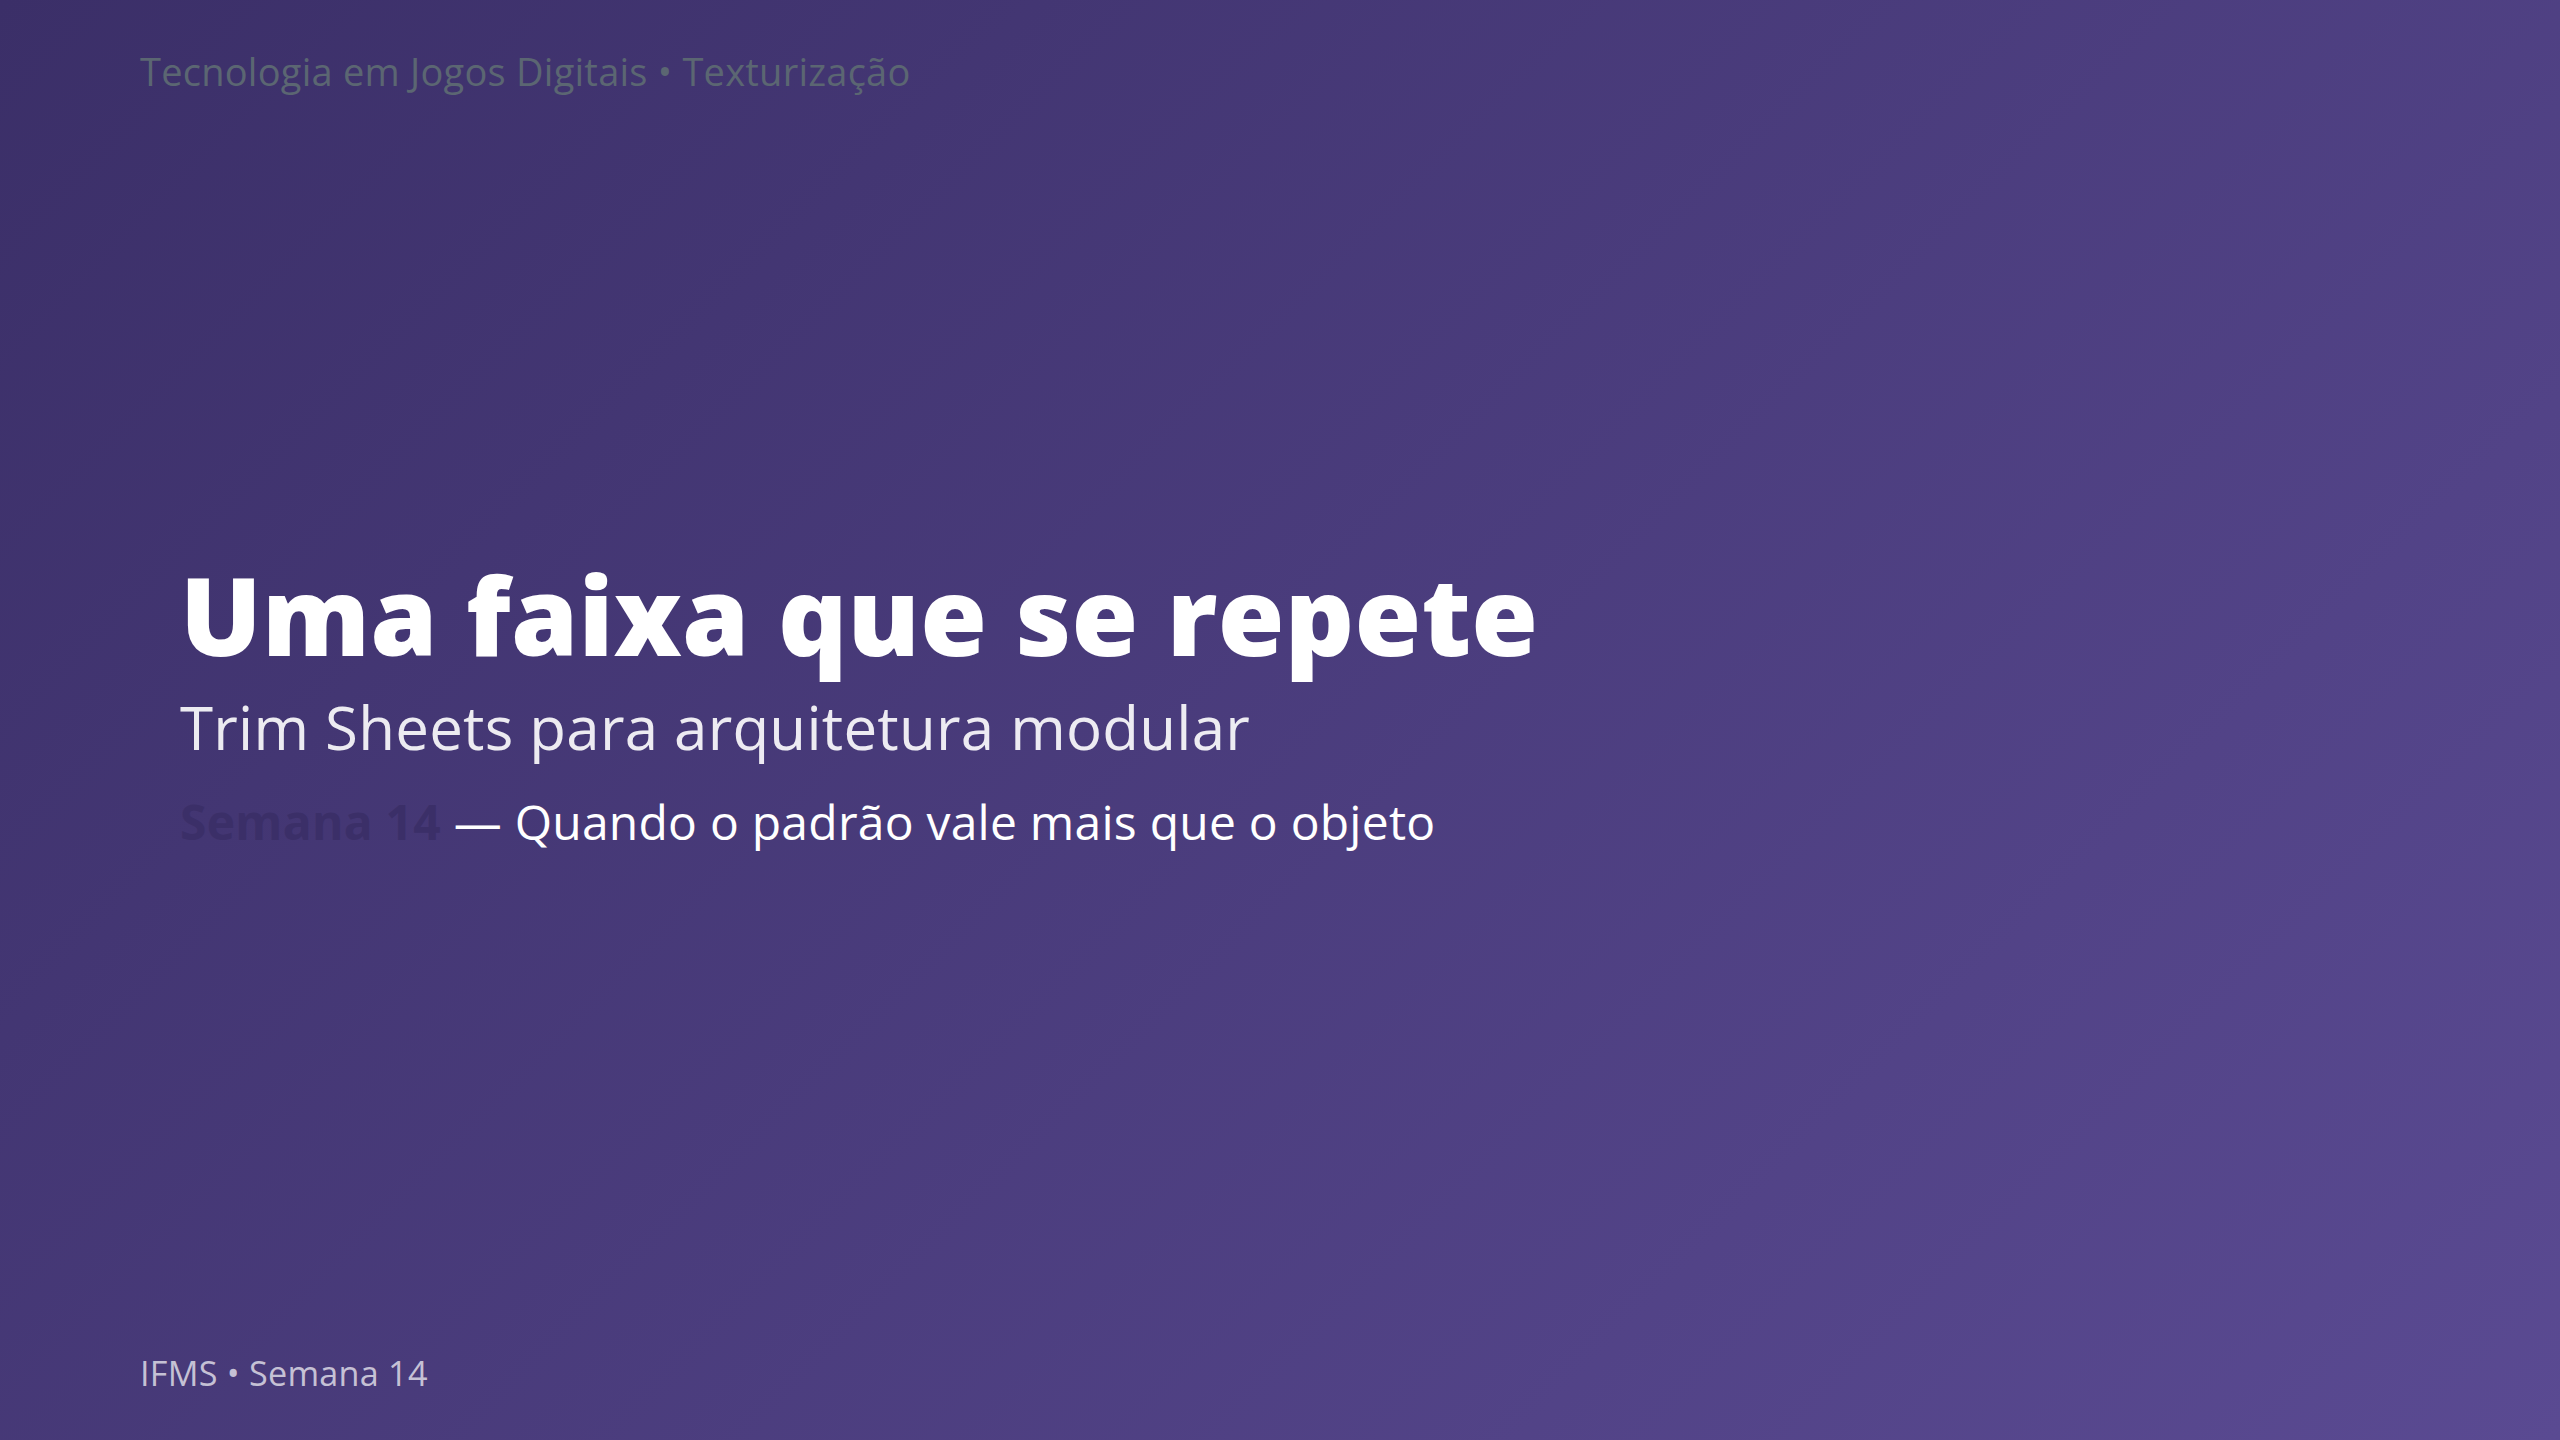 Tecnologia em Jogos Digitais • Texturização
Uma faixa que se repete
Trim Sheets para arquitetura modular
Semana 14 — Quando o padrão vale mais que o objeto
IFMS • Semana 14